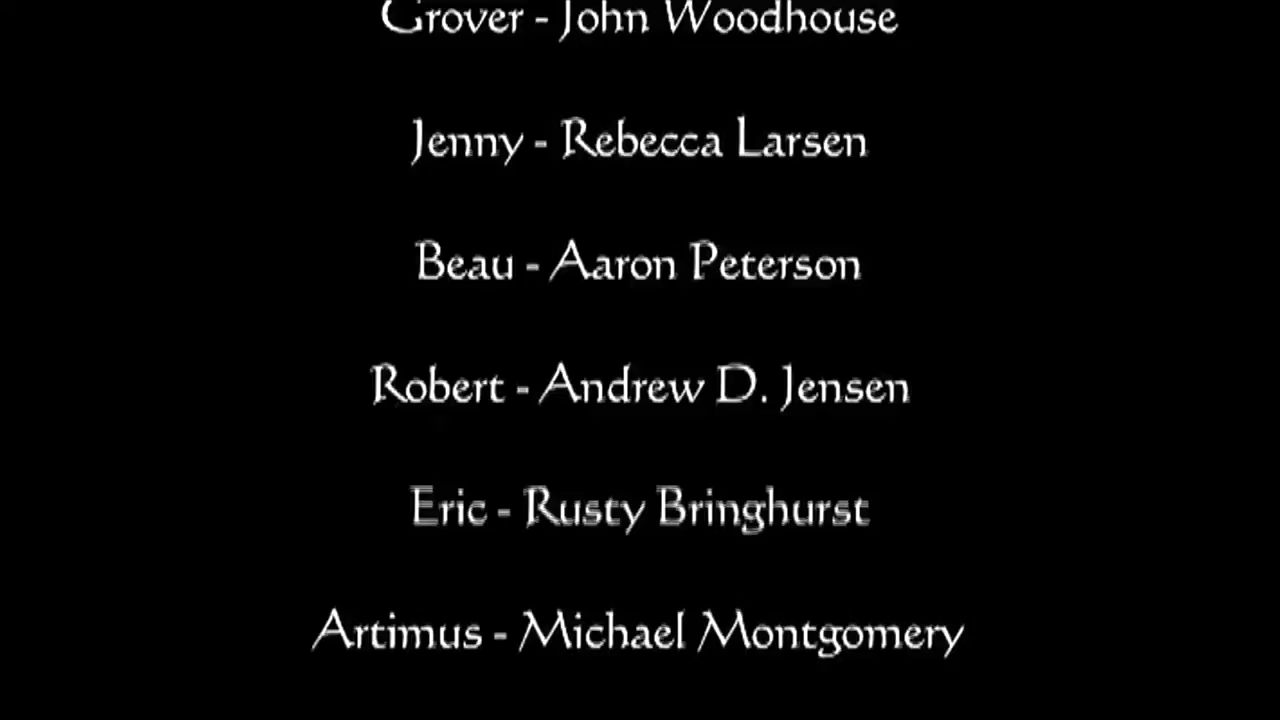 Grover - John Woodhouse
Jenny - Rebecca Larsen
Beau - Aaron Peterson
Robert - Andrew D. Jensen
Eric - Rusty Bringhurst
Artimus - Michael Montgomery